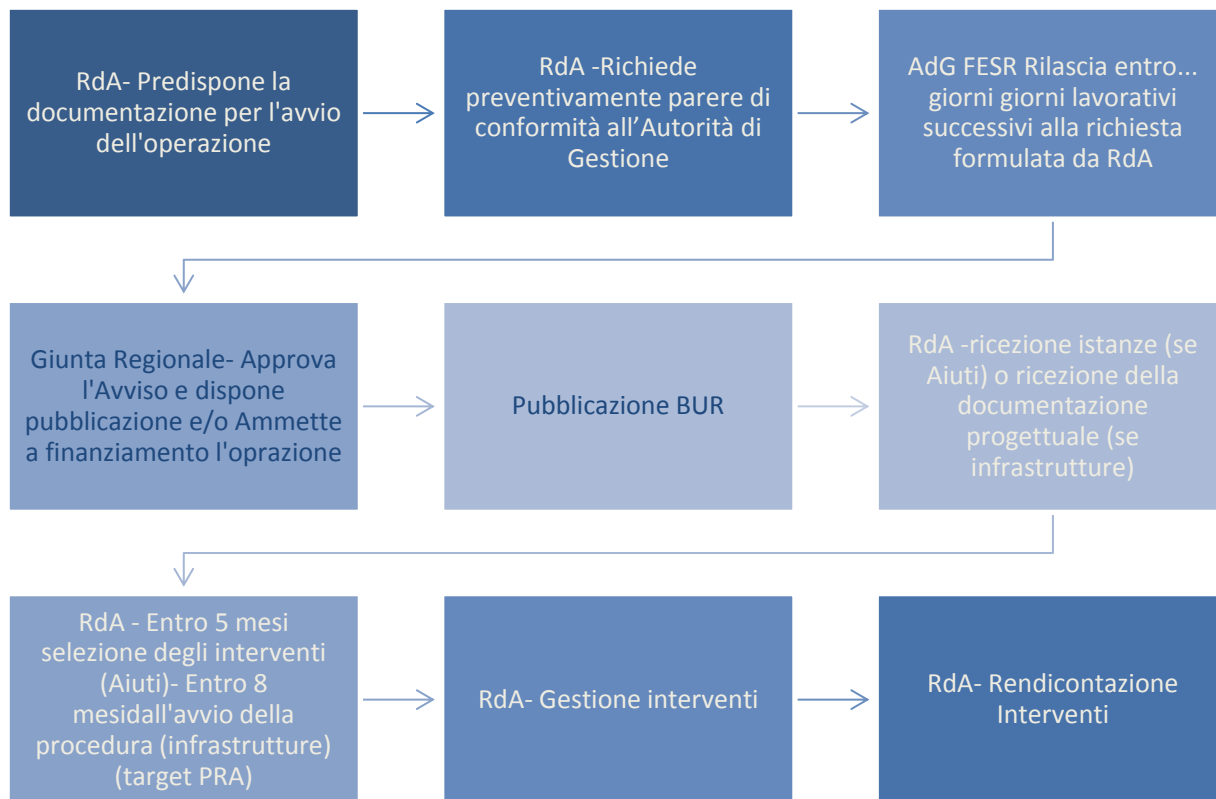 RdA- Predispone la
documentazione per l'avvio
dell'operazione
RdA -Richiede
preventivamente parere di
conformità all’Autorità di
Gestione
AdG FESR Rilascia entro...
giorni giorni lavorativi
successivi alla richiesta
formulata da RdA
Giunta Regionale- Approva
l'Avviso e dispone
pubblicazione e/o Ammette
a finanziamento l'oprazione
Pubblicazione BUR
RdA -ricezione istanze (se
Aiuti) o ricezione della
documentazione
progettuale (se
infrastrutture)
RdA - Entro 5 mesi
selezione degli interventi
(Aiuti)- Entro 8
mesidall'avvio della
procedura (infrastrutture)
(target PRA)
RdA- Gestione interventi
RdA- Rendicontazione
Interventi